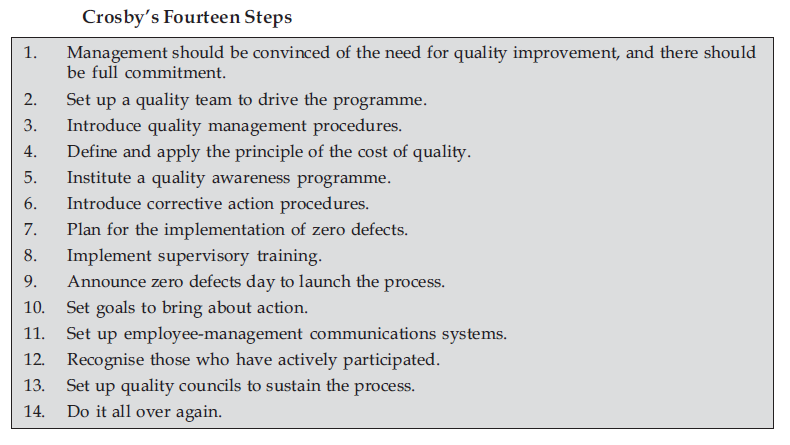 Crosby's Fourteen Steps
1. Management should be convinced of the need for quality improvement, and there should
be full commitment.
2. Set up a quality team to drive the programme.
3. Introduce quality management procedures.
4. Define and apply the principle of the cost of quality.
5. Institute a quality awareness programme.
6. Introduce corrective action procedures.
7. Plan for the implementation of zero defects.
8. Implement supervisory training.
9. Announce zero defects day to launch the process.
10. Set goals to bring about action.
11. Set up employee-management communications systems.
12. Recognise those who have actively participated.
13. Set up quality councils to sustain the process.
14. Do it all over again.